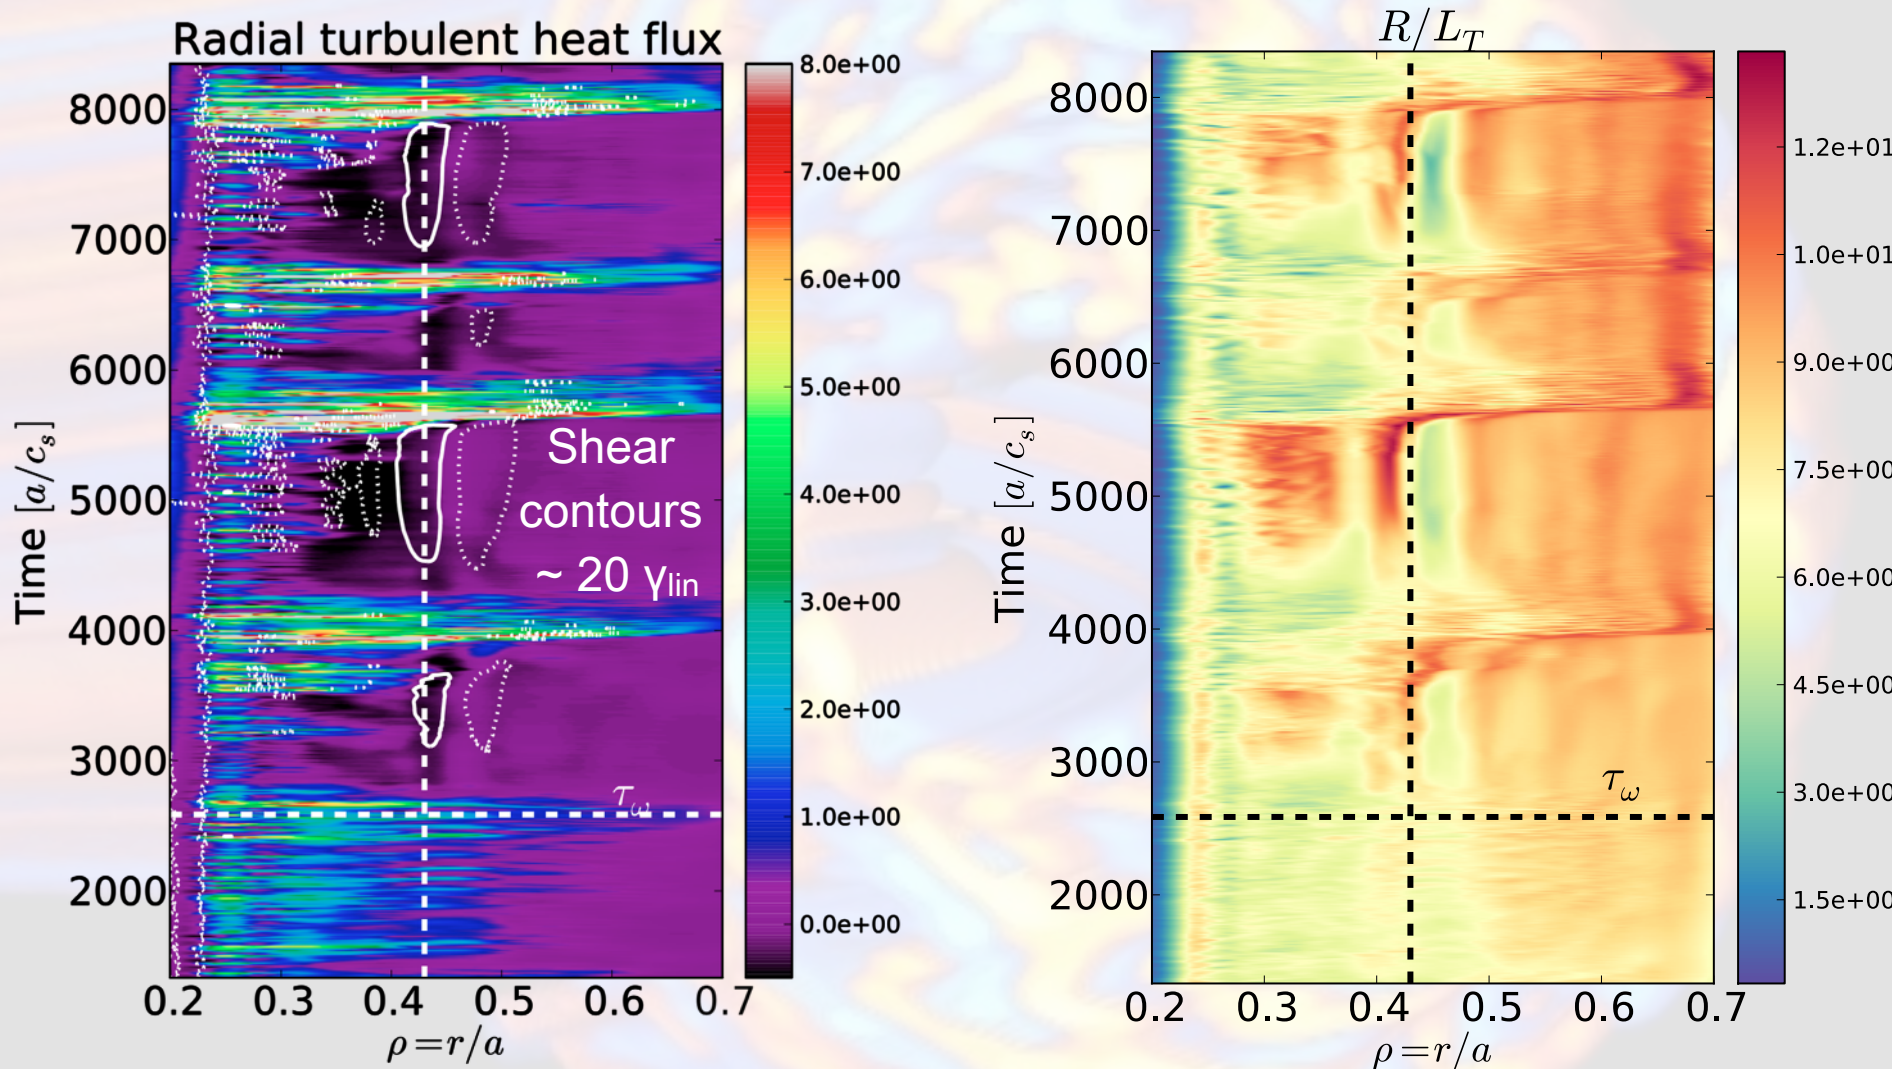 Radial turbulent heat flux
8.0e+00
7.0e+00
6.0e+00
5.0e+00
4.0e+00
3.0e+00
2.0e+00
1.0e+00
0.0e+00
8000
7000
6000
5000
4000
3000
2000
Time [a/c_s]
Shear
contours
~ 20 γ_lin
τ_ω
0.2 0.3 0.4 0.5 0.6 0.7
ρ=r/a
R/L_T
8000
7000
6000
5000
4000
3000
2000
Time [a/c_s]
τ_ω
0.2 0.3 0.4 0.5 0.6 0.7
ρ=r/a
1.2e+01
1.0e+01
9.0e+00
7.5e+00
6.0e+00
4.5e+00
3.0e+00
1.5e+00